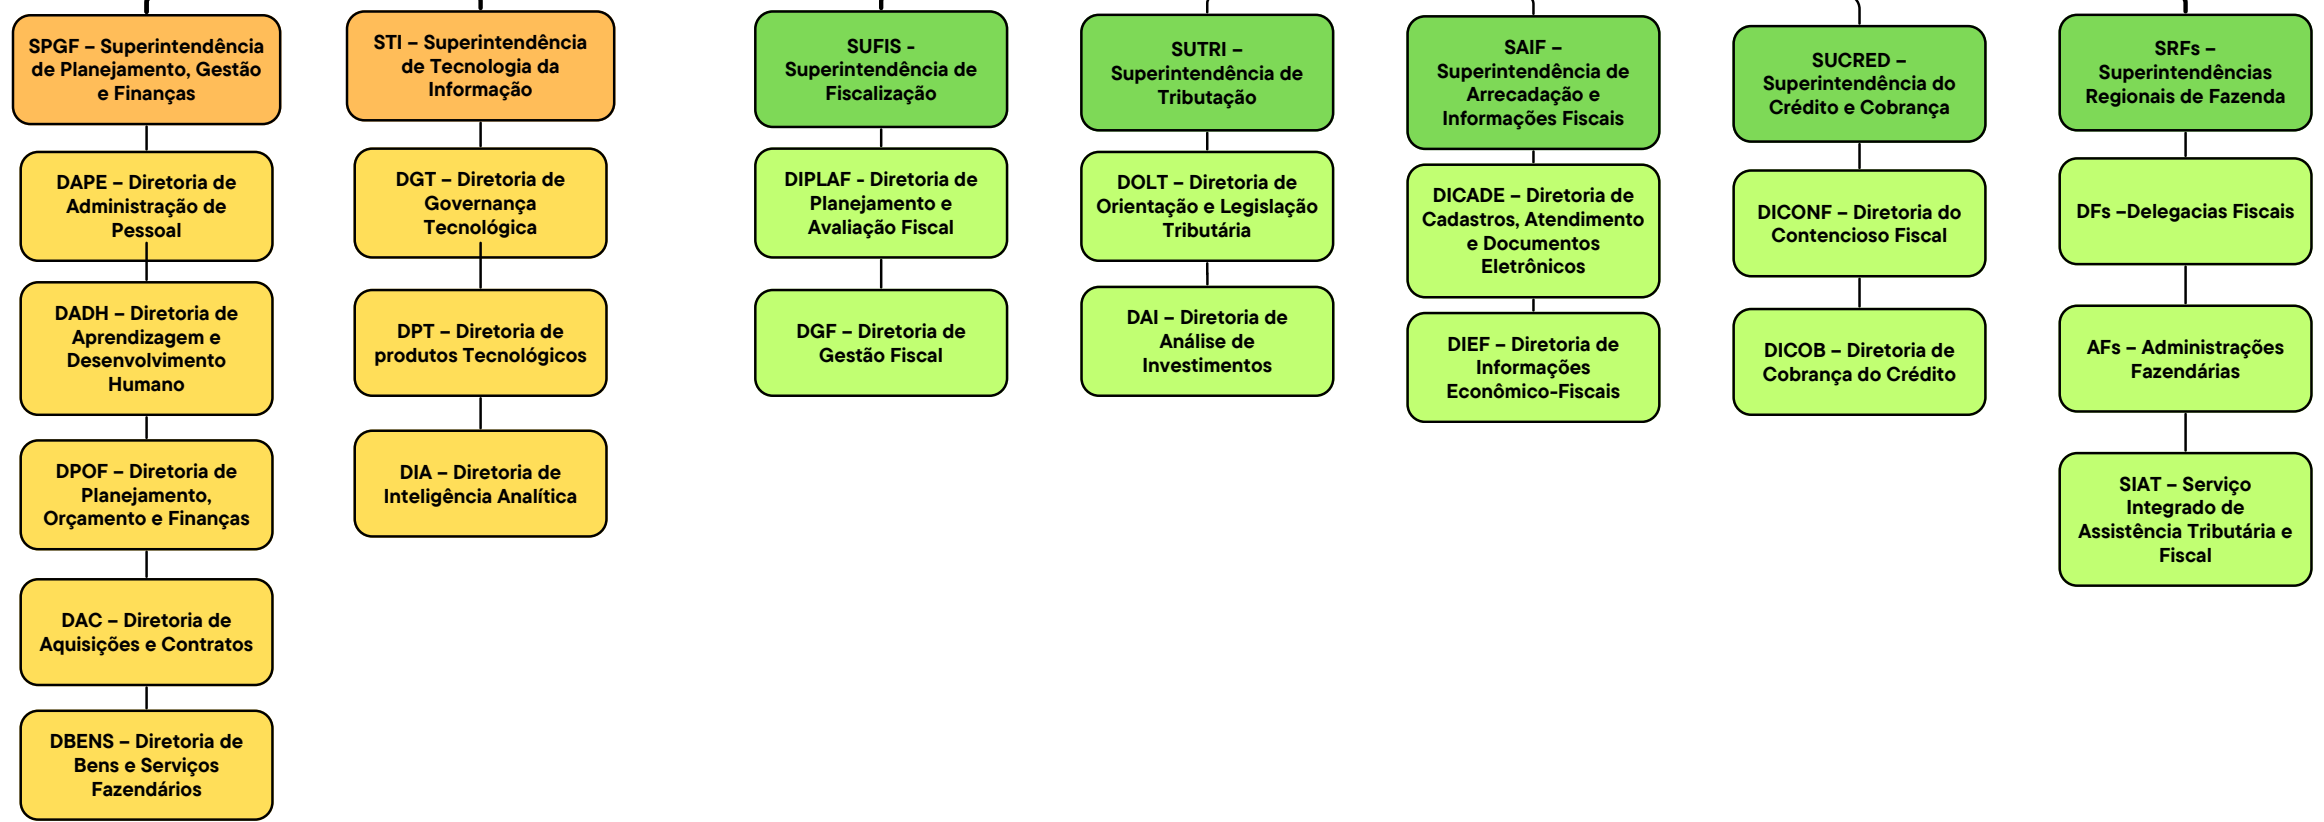 SPGF – Superintendência
de Planejamento, Gestão
e Finanças
DAPE – Diretoria de
Administração de
Pessoal
DADH – Diretoria de
Aprendizagem e
Desenvolvimento
Humano
DPOF – Diretoria de
Planejamento,
Orçamento e Finanças
DAC – Diretoria de
Aquisições e Contratos
DBENS – Diretoria de
Bens e Serviços
Fazendários
STI – Superintendência
de Tecnologia da
Informação
DGT – Diretoria de
Governança
Tecnológica
DPT – Diretoria de
produtos Tecnológicos
DIA – Diretoria de
Inteligência Analítica
SUFIS -
Superintendência de
Fiscalização
DIPLAF - Diretoria de
Planejamento e
Avaliação Fiscal
DGF – Diretoria de
Gestão Fiscal
SUTRI –
Superintendência de
Tributação
DOLT – Diretoria de
Orientação e Legislação
Tributária
DAI – Diretoria de
Análise de
Investimentos
SAIF –
Superintendência de
Arrecadação e
Informações Fiscais
DICADE – Diretoria de
Cadastros, Atendimento
e Documentos
Eletrônicos
DIEF – Diretoria de
Informações
Econômico-Fiscais
SUCRED –
Superintendência do
Crédito e Cobrança
DICONF – Diretoria do
Contencioso Fiscal
DICOB – Diretoria de
Cobrança do Crédito
SRFs –
Superintendências
Regionais de Fazenda
DFs –Delegacias Fiscais
AFs – Administrações
Fazendárias
SIAT – Serviço
Integrado de
Assistência Tributária e
Fiscal